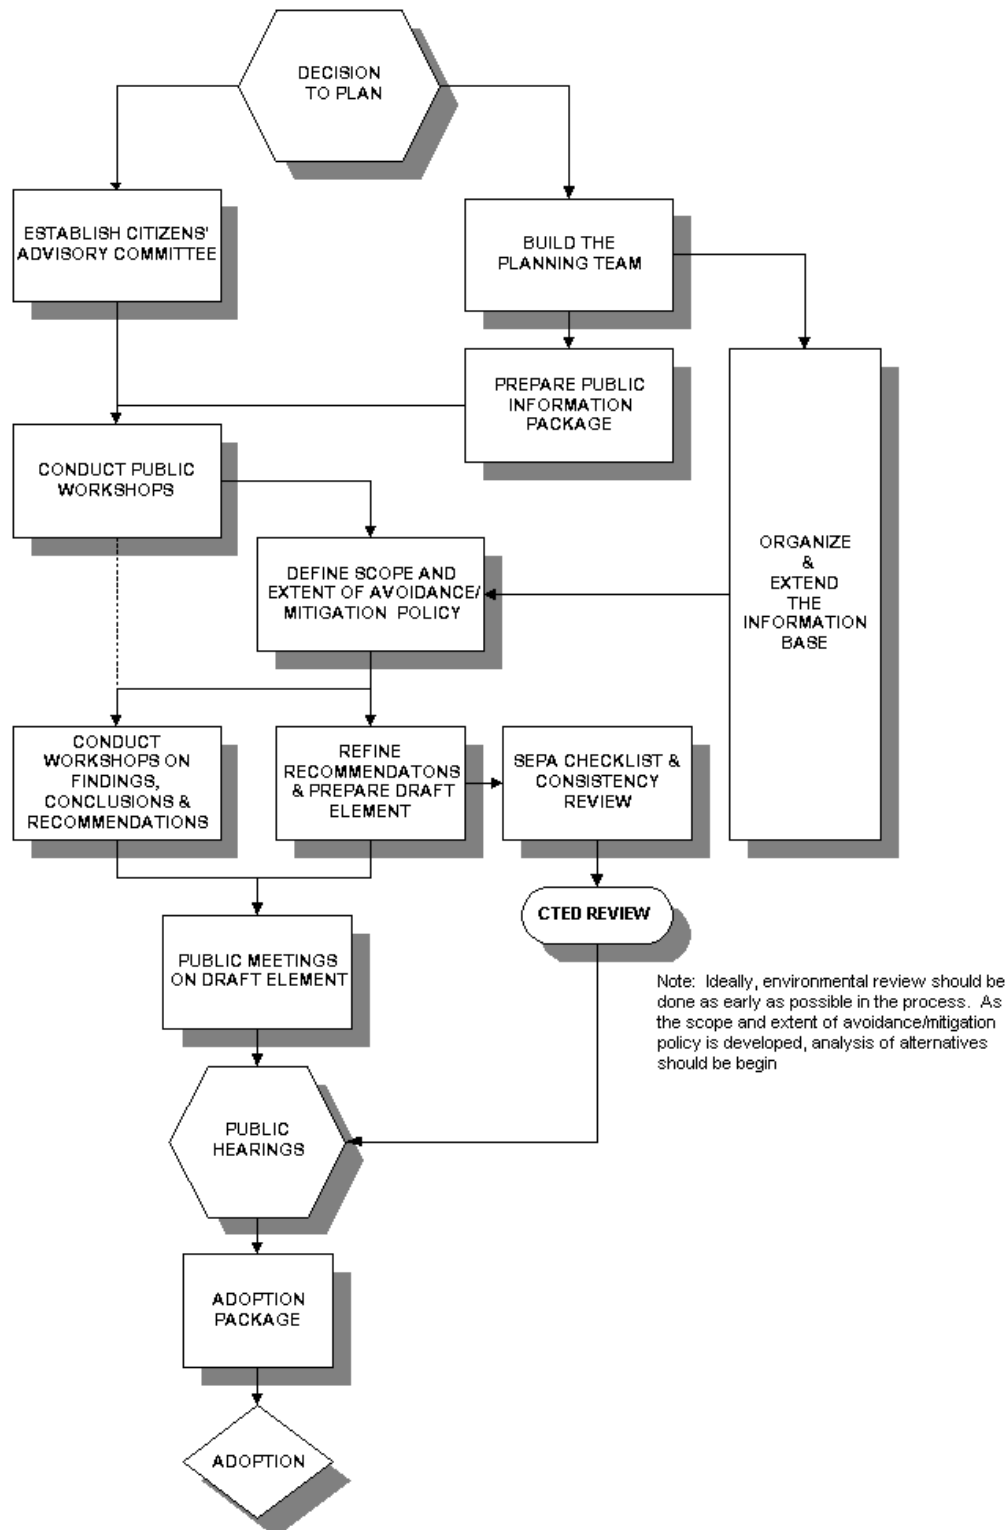 DECISION
TO PLAN
ESTABLISH CITIZENS'
ADVISORY COMMITTEE
BUILD THE
PLANNING TEAM
PREPARE PUBLIC
INFORMATION
PACKAGE
CONDUCT PUBLIC
WORKSHOPS
ORGANIZE
&
EXTEND
THE
INFORMATION
BASE
DEFINE SCOPE AND
EXTENT OF AVOIDANCE/
MITIGATION POLICY
CONDUCT
WORKSHOPS ON
FINDINGS,
CONCLUSIONS &
RECOMMENDATIONS
REFINE
RECOMMENDATONS
& PREPARE DRAFT
ELEMENT
SEPA CHECKLIST &
CONSISTENCY
REVIEW
CTED REVIEW
PUBLIC MEETINGS
ON DRAFT ELEMENT
Note: Ideally, environmental review should be
done as early as possible in the process. As
the scope and extent of avoidance/mitigation
policy is developed, analysis of alternatives
should be begin
PUBLIC
HEARINGS
ADOPTION
PACKAGE
ADOPTION